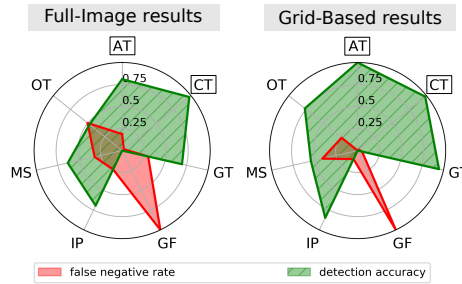 Full-Image results
Grid-Based results
AT
AT
OT
0.75
CT
OT
0.75
CT
0.5
0.5
0.25
0.25
MS
GT
MS
GT
IP
GF
IP
GF
false negative rate
detection accuracy